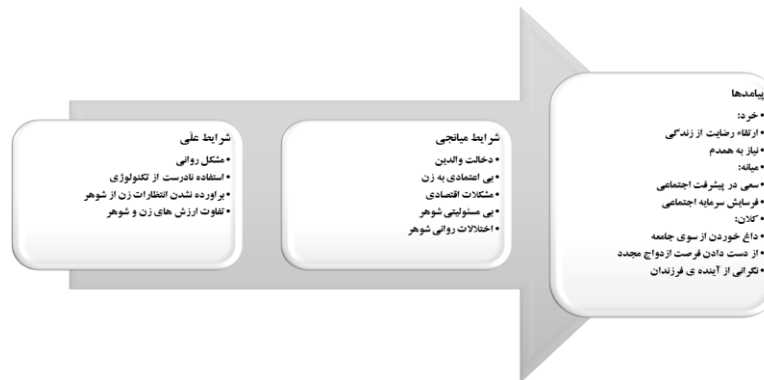 شرایط علّی
• مشکل روانی
• استفاده نادرست از تکنولوژی
• براورده نشدن انتظارات زن از شوهر
• تفاوت ارزش های زن و شوهر
شرایط میانجی
• دخالت والدین
• بی اعتمادی به زن
• مشکلات اقتصادی
• بی مسئولیتی شوهر
• اختلالات روانی شوهر
پیامدها
• خرد:
• ارتقاء رضایت از زندگی
• نیاز به همدم
• میانه:
• سعی در پیشرفت اجتماعی
• فرسایش سرمایه اجتماعی
• کلان:
• داغ خوردن از سوی جامعه
• از دست دادن فرصت ازدواج مجدد
• نگرانی از آینده ی فرزندان